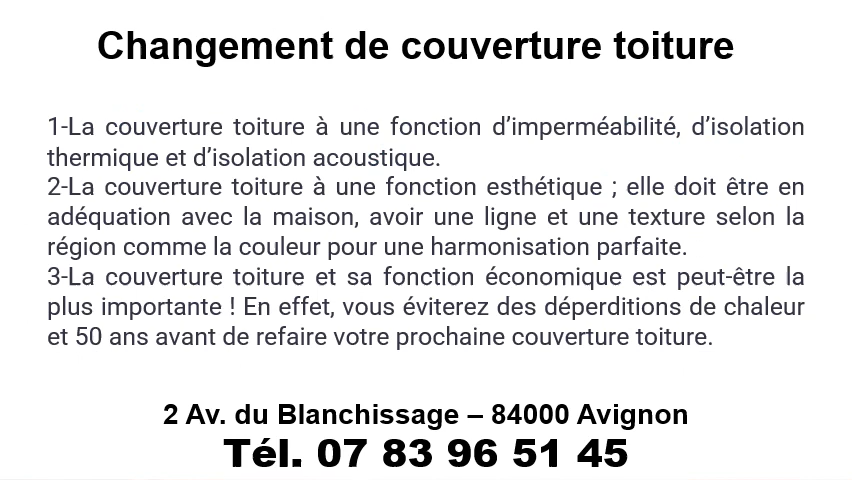 Changement de couverture toiture
1-La couverture toiture à une fonction d’imperméabilité, d’isolation
thermique et d’isolation acoustique.
2-La couverture toiture à une fonction esthétique ; elle doit être en
adéquation avec la maison, avoir une ligne et une texture selon la
région comme la couleur pour une harmonisation parfaite.
3-La couverture toiture et sa fonction économique est peut-être la
plus importante ! En effet, vous éviterez des déperditions de chaleur
et 50 ans avant de refaire votre prochaine couverture toiture.
2 Av. du Blanchissage – 84000 Avignon
Tél. 07 83 96 51 45